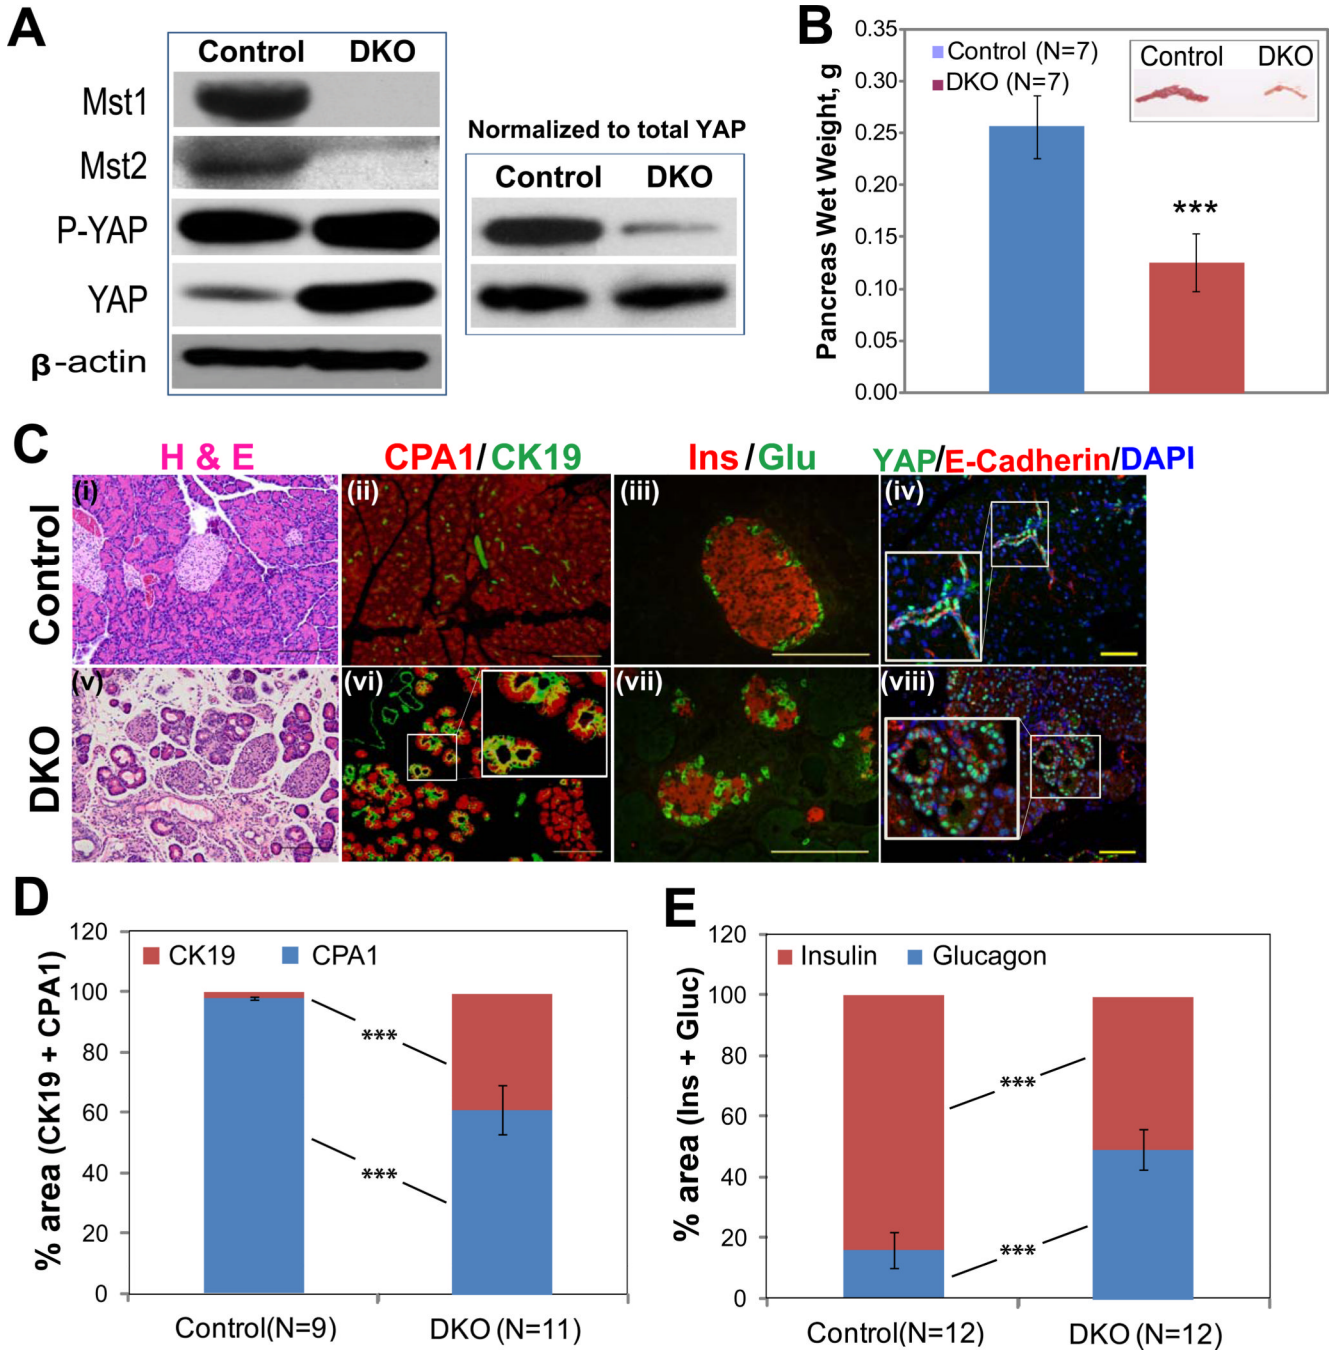 A
Control DKO
Mst1
Mst2
P-YAP
YAP
β-actin
Normalized to total YAP
Control DKO
B
Pancreas Wet Weight, g
0.35
0.30
0.25
0.20
0.15
0.10
0.05
0.00
Control (N=7)
DKO (N=7)
Control DKO
***
C
H & E
CPA1/CK19
Ins/Glu
YAP/E-Cadherin/DAPI
Control
(i)
(ii)
(iii)
(iv)
DKO
(v)
(vi)
(vii)
(viii)
D
% area (CK19 + CPA1)
120
100
80
60
40
20
0
CK19 CPA1
***
***
Control(N=9) DKO (N=11)
E
% area (Ins + Gluc)
120
100
80
60
40
20
0
Insulin Glucagon
***
***
Control(N=12) DKO (N=12)